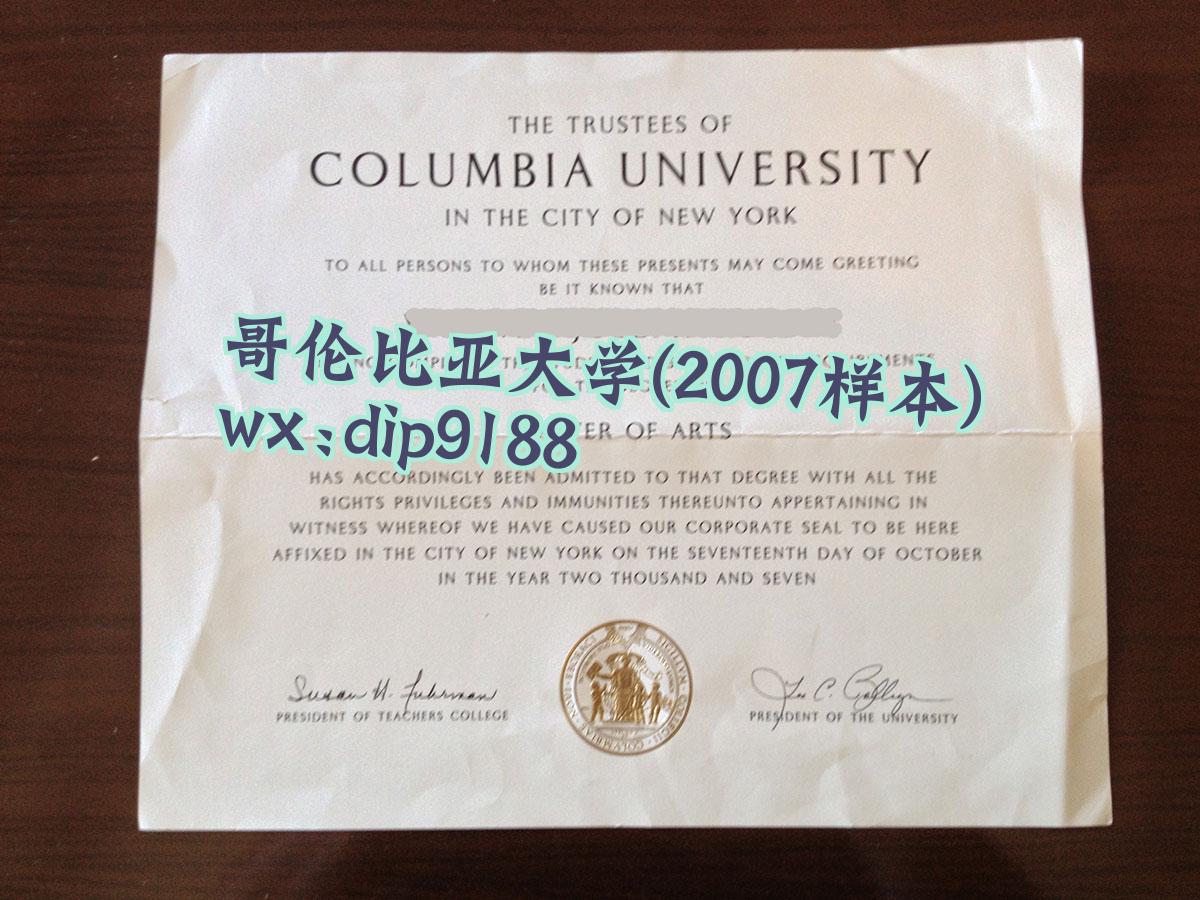 THE TRUSTEES OF
COLUMBIA UNIVERSITY
IN THE CITY OF NEW YORK
TO ALL PERSONS TO WHOM THESE PRESENTS MAY COME GREETING
BE IT KNOWN THAT
哥伦比亚大学(2007样本)
wx:dip9188
OF ARTS
HAS ACCORDINGLY BEEN ADMITTED TO THAT DEGREE WITH ALL THE
RIGHTS PRIVILEGES AND IMMUNITIES THEREUNTO APPERTAINING IN
WITNESS WHEREOF WE HAVE CAUSED OUR CORPORATE SEAL TO BE HERE
AFFIXED IN THE CITY OF NEW YORK ON THE SEVENTEENTH DAY OF OCTOBER
IN THE YEAR TWO THOUSAND AND SEVEN
Susan H. Fuhrman
PRESIDENT OF TEACHERS COLLEGE
PRESIDENT OF THE UNIVERSITY